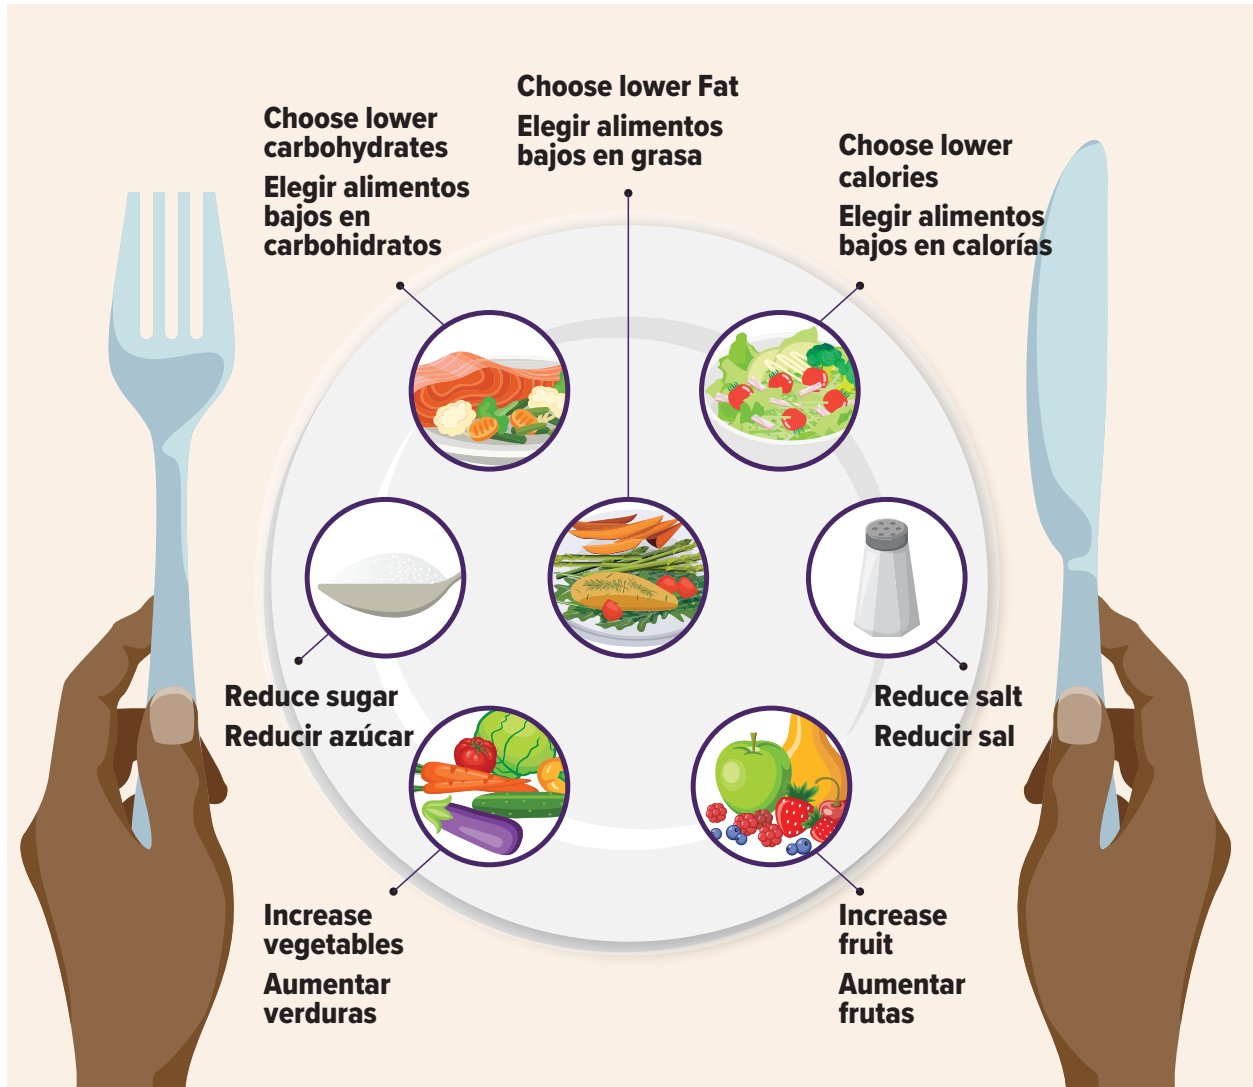 Choose lower Fat
Elegir alimentos
bajos en grasa
Choose lower
carbohydrates
Elegir alimentos
bajos en
carbohidratos
Choose lower
calories
Elegir alimentos
bajos en calorías
Reduce sugar
Reducir azúcar
Reduce salt
Reducir sal
Increase
vegetables
Aumentar
verduras
Increase
fruit
Aumentar
frutas